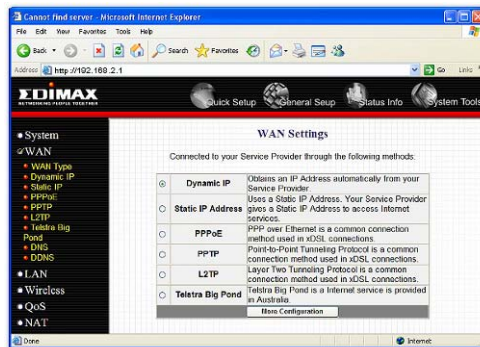 Cannot find server - Microsoft Internet Explorer
File Edit View Favorites Tools Help
Back Search Favorites
Address http://192.168.2.1 Go Links
EDIMAX
NETWORKING PEOPLE TOGETHER
Quick Setup General Seup Status Info System Tools
System
WAN
WAN Type
Dynamic IP
Static IP
PPPoE
PPTP
L2TP
Telstra Big
Pond
DNS
DDNS
LAN
Wireless
QoS
NAT
WAN Settings
Connected to your Service Provider through the following methods:
Dynamic IP
Obtains an IP Address automatically from your
Service Provider.
Static IP Address
Uses a Static IP Address. Your Service Provider
gives a Static IP Address to access Internet
services.
PPPoE
PPP over Ethernet is a common connection
method used in xDSL connections.
PPTP
Point-to-Point Tunneling Protocol is a common
connection method used in xDSL connections.
L2TP
Layer Two Tunneling Protocol is a common
connection method used in xDSL connections.
Telstra Big Pond
Telstra Big Pond is a Internet service is provided
in Australia.
More Configuration
Done Internet